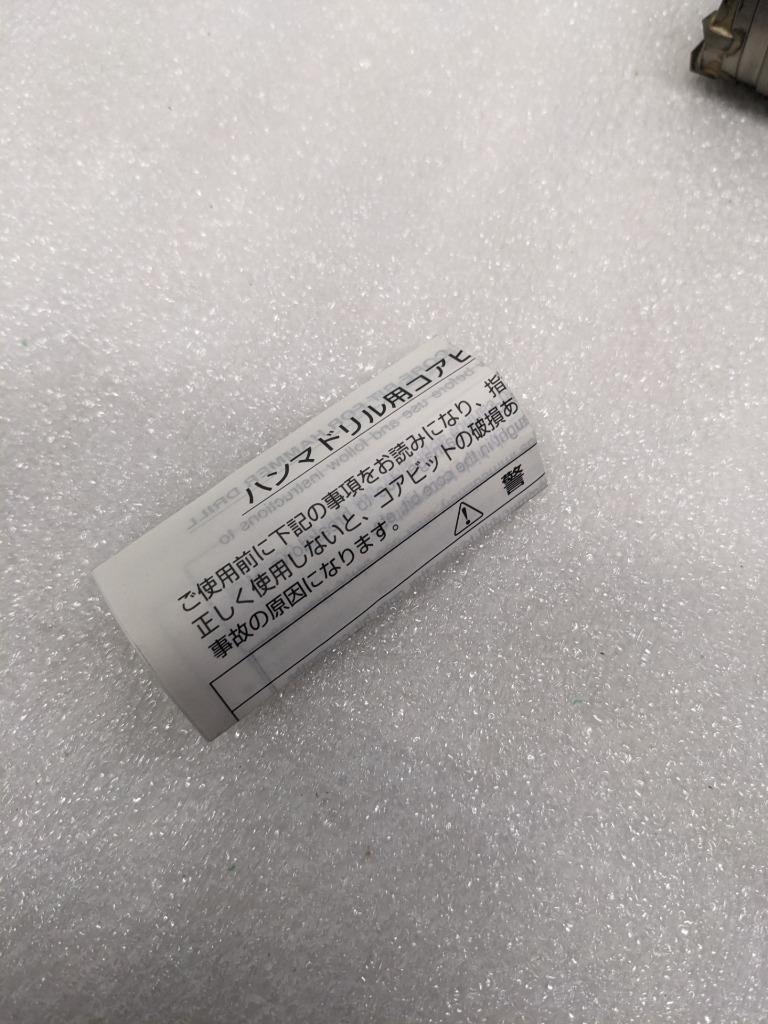 ハンマドリル用コアビ
ご使用前に下記の事項をお読みになり、指
正しく使用しないと、コアビットの破損あ
事故の原因になります。
⚠ 警